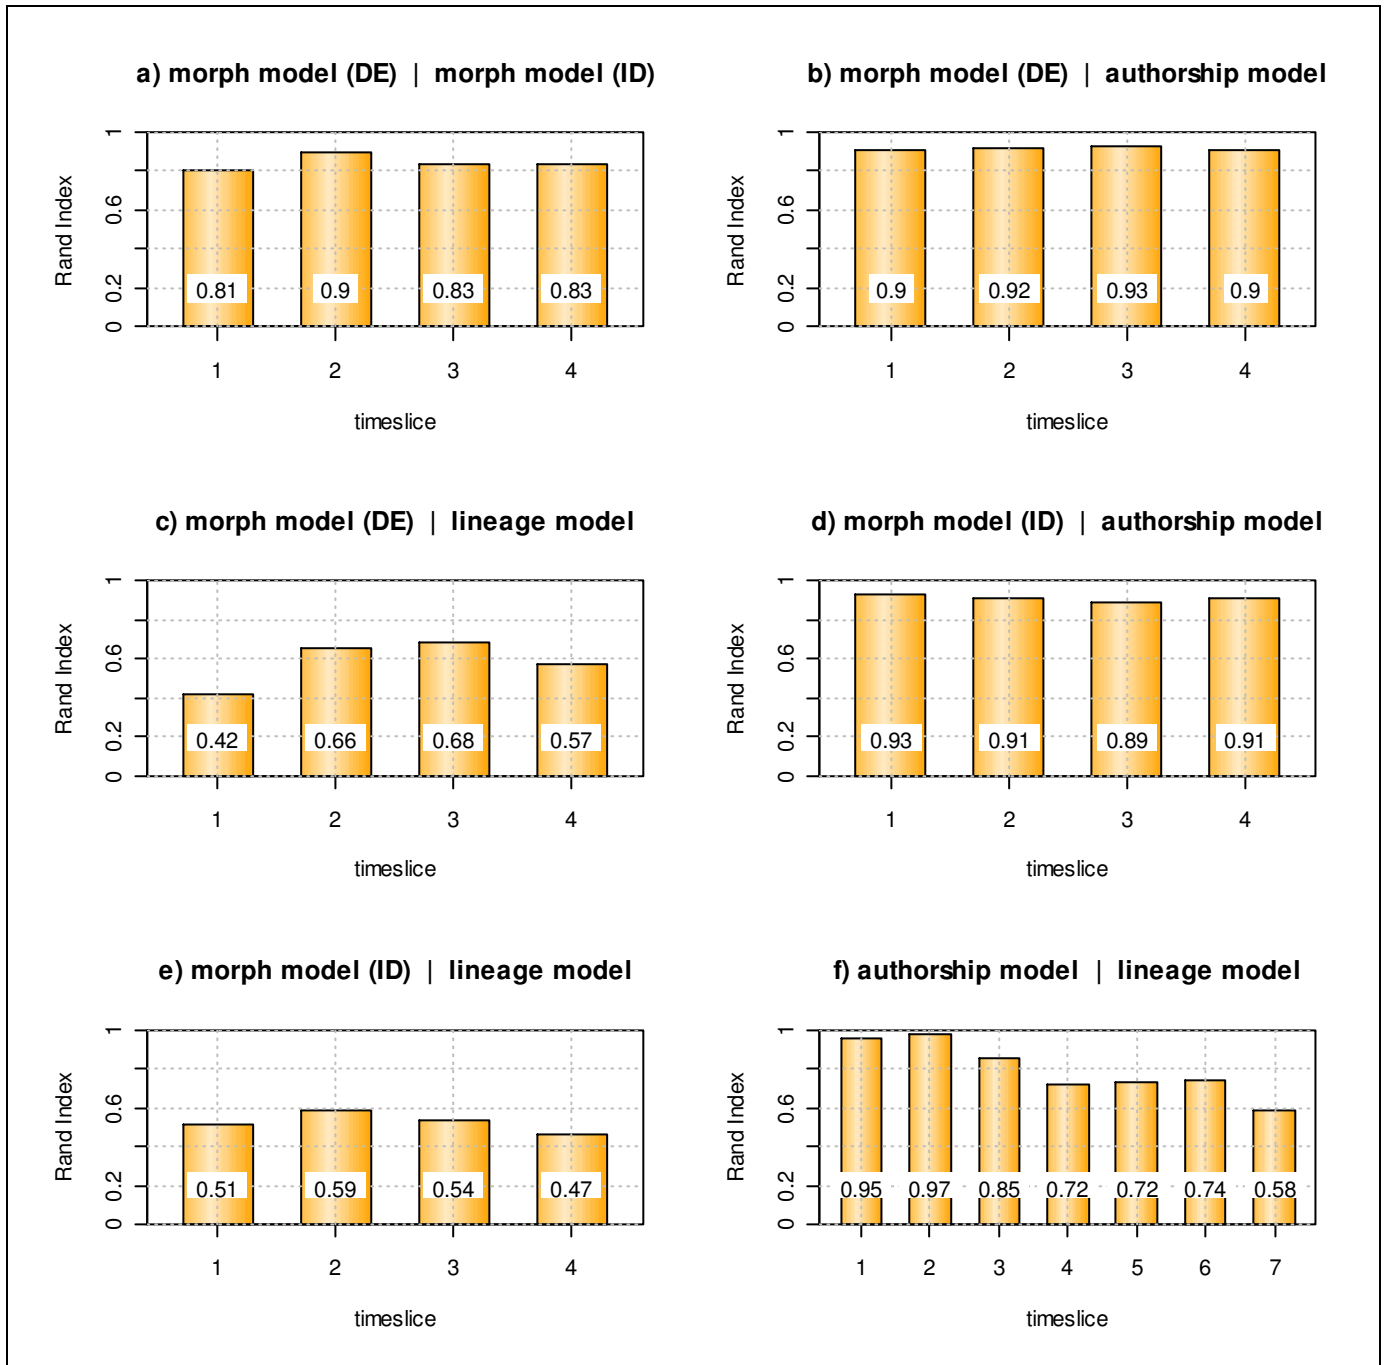 a) morph model (DE) | morph model (ID)
Rand Index
0 0.2 0.6 1
0.81 0.9 0.83 0.83
1 2 3 4
timeslice
b) morph model (DE) | authorship model
Rand Index
0 0.2 0.6 1
0.9 0.92 0.93 0.9
1 2 3 4
timeslice
c) morph model (DE) | lineage model
Rand Index
0 0.2 0.6 1
0.42 0.66 0.68 0.57
1 2 3 4
timeslice
d) morph model (ID) | authorship model
Rand Index
0 0.2 0.6 1
0.93 0.91 0.89 0.91
1 2 3 4
timeslice
e) morph model (ID) | lineage model
Rand Index
0 0.2 0.6 1
0.51 0.59 0.54 0.47
1 2 3 4
timeslice
f) authorship model | lineage model
Rand Index
0 0.2 0.6 1
0.95 0.97 0.85 0.72 0.72 0.74 0.58
1 2 3 4 5 6 7
timeslice